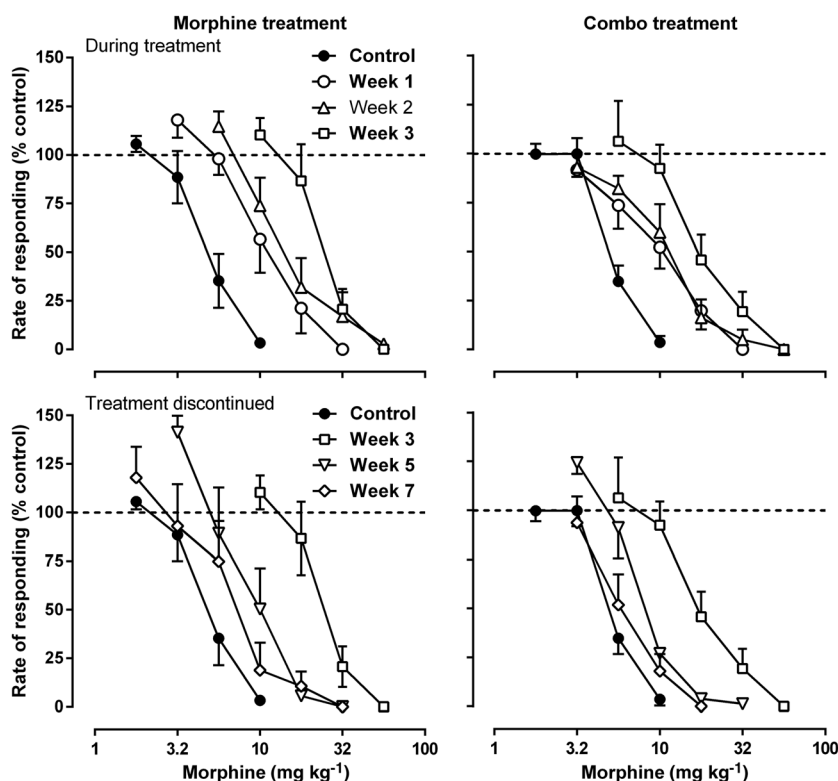 Morphine treatment
Combo treatment
During treatment
Control
Week 1
Week 2
Week 3
150
125
100
75
50
25
0
Rate of responding (% control)
Treatment discontinued
Control
Week 3
Week 5
Week 7
150
125
100
75
50
25
0
Rate of responding (% control)
1 3.2 10 32 100
1 3.2 10 32 100
Morphine (mg kg⁻¹)
Morphine (mg kg⁻¹)